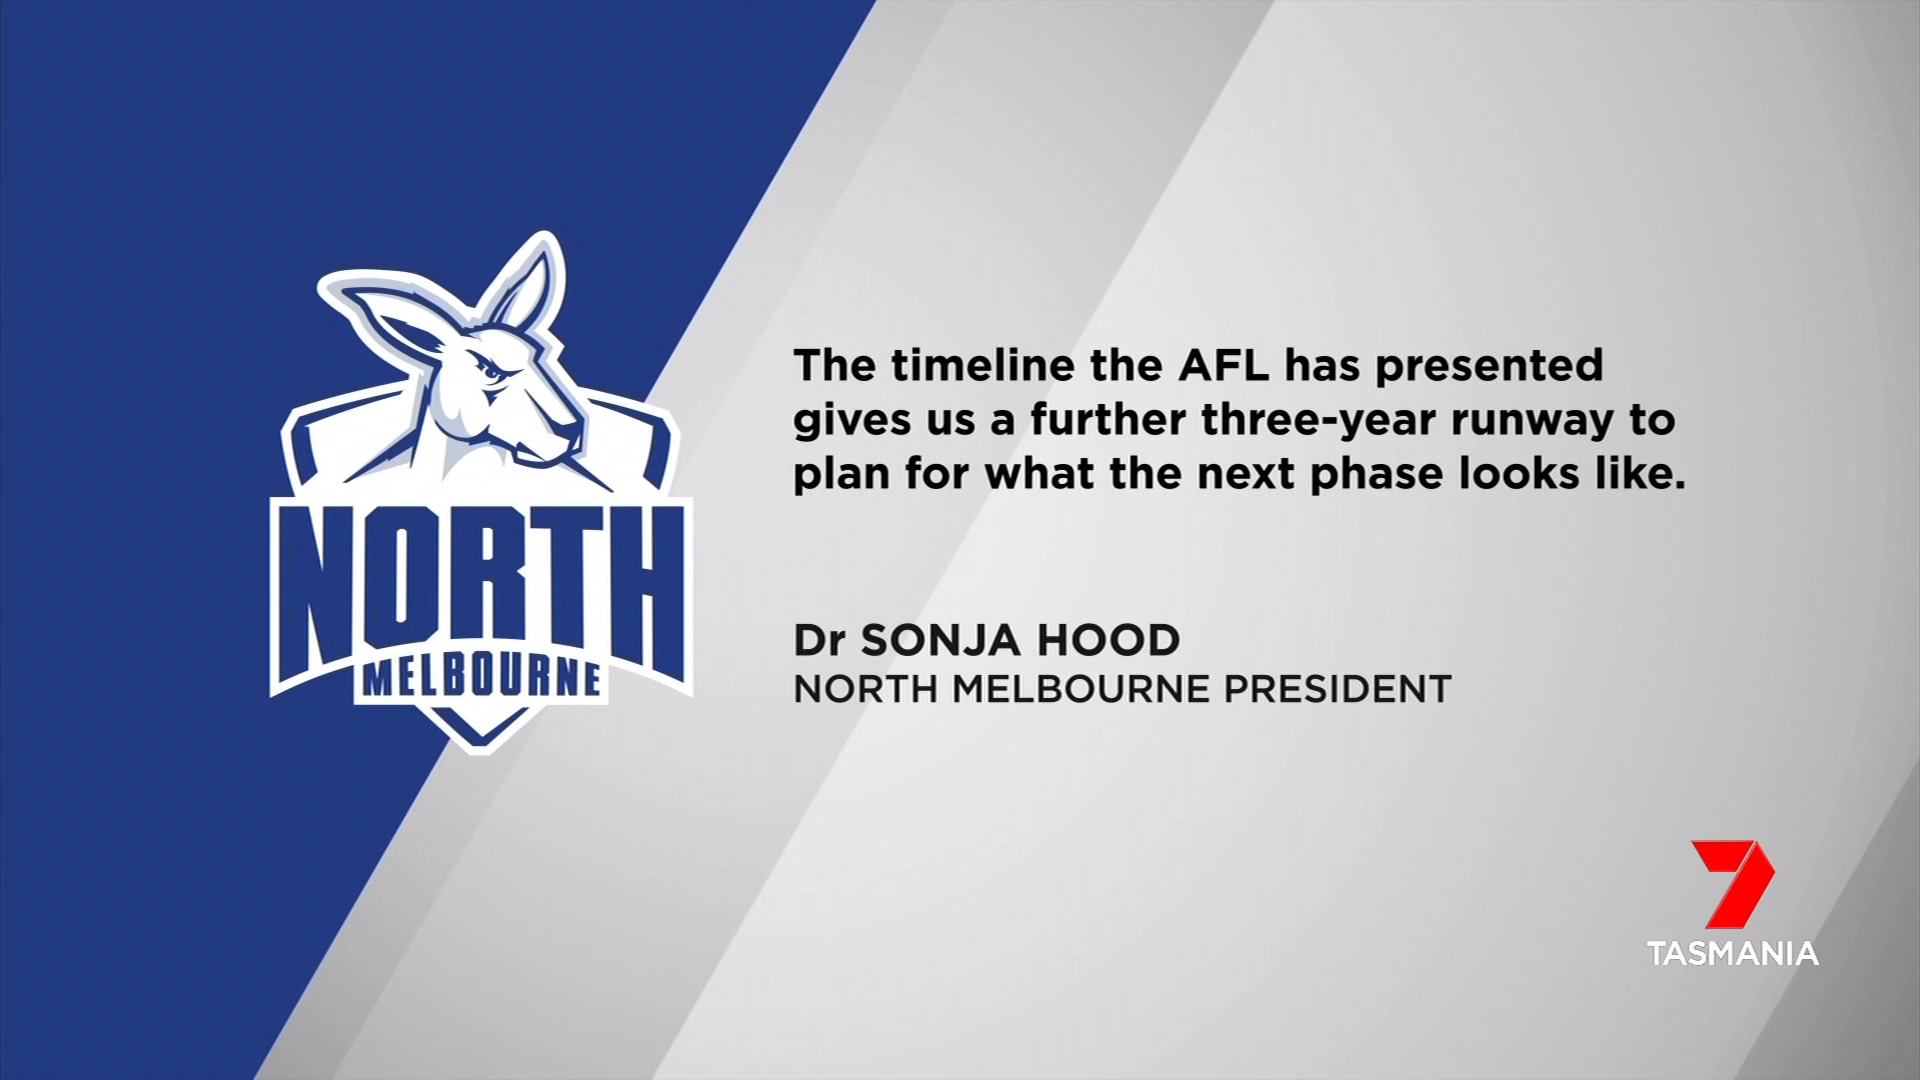 The timeline the AFL has presented
gives us a further three-year runway to
plan for what the next phase looks like.
NORTH
MELBOURNE
Dr SONJA HOOD
NORTH MELBOURNE PRESIDENT
7
TASMANIA